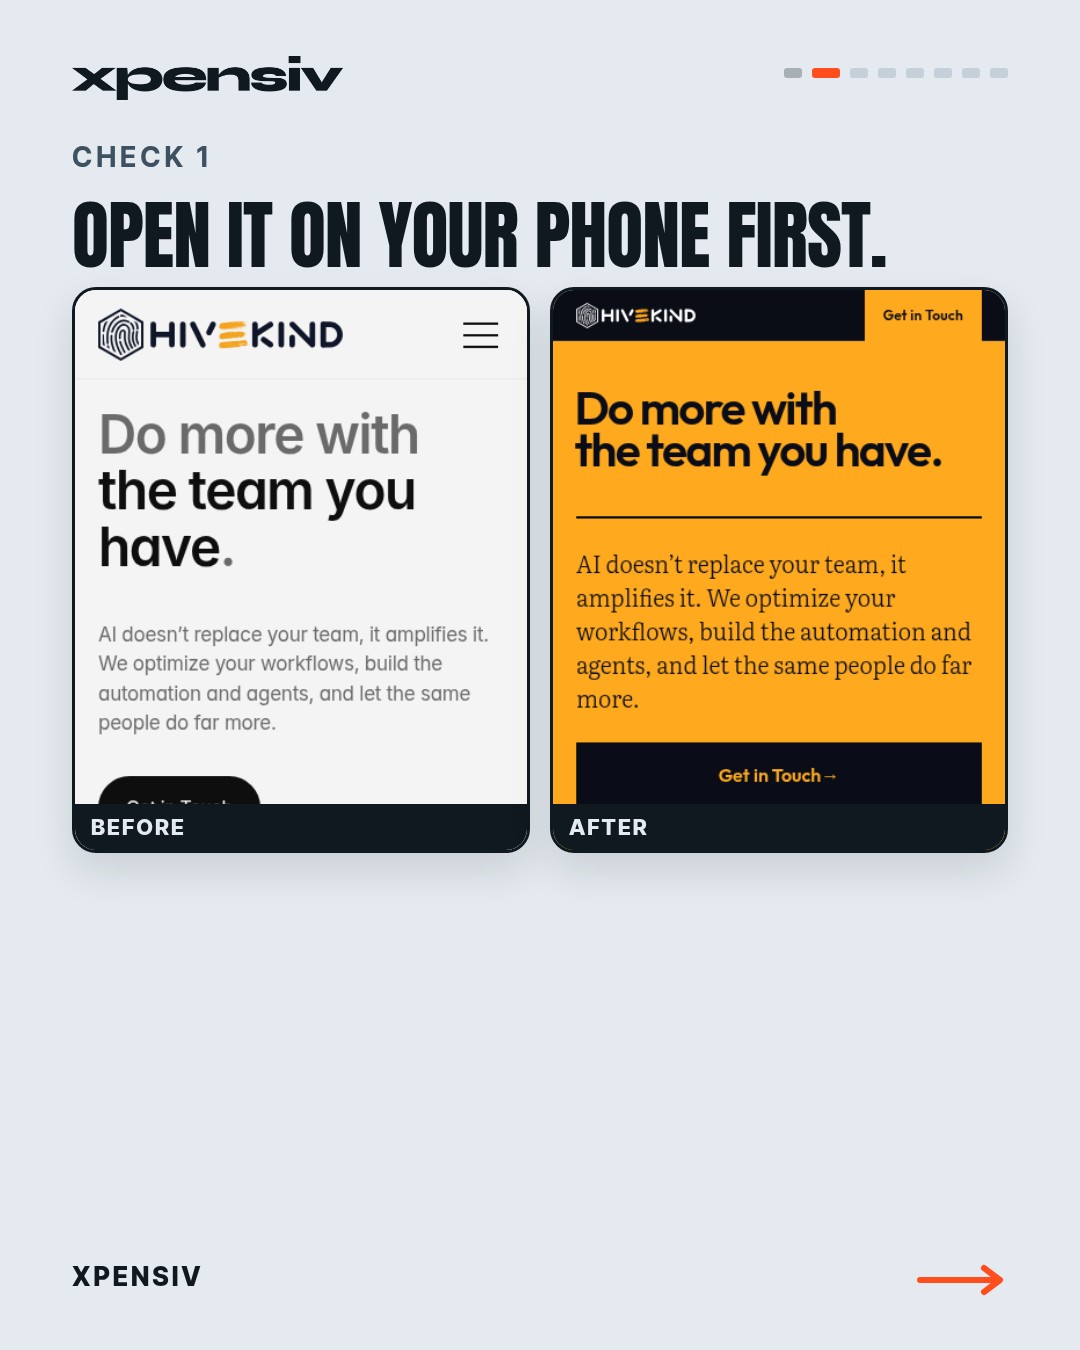 xpensiv
CHECK 1
OPEN IT ON YOUR PHONE FIRST.
HIVEKIND
Do more with
the team you
have.
AI doesn’t replace your team, it amplifies it.
We optimize your workflows, build the
automation and agents, and let the same
people do far more.
Get in Touch
BEFORE
HIVEKIND
Get in Touch
Do more with
the team you have.
AI doesn’t replace your team, it
amplifies it. We optimize your
workflows, build the automation and
agents, and let the same people do far
more.
Get in Touch→
AFTER
XPENSIV